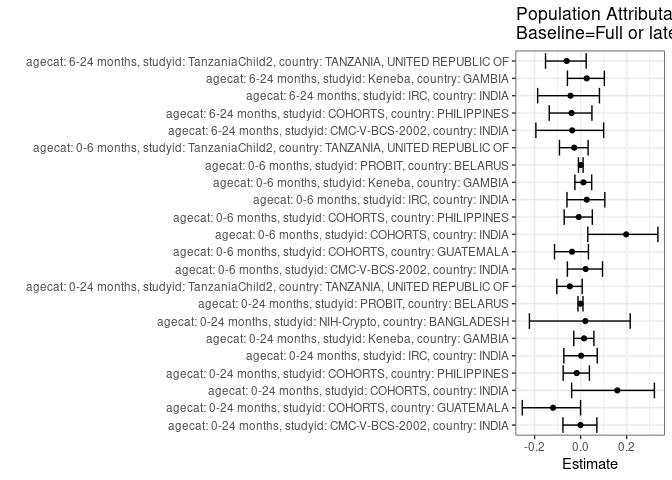 Population Attributa
Baseline=Full or late
agecat: 6-24 months, studyid: TanzaniaChild2, country: TANZANIA, UNITED REPUBLIC OF
agecat: 6-24 months, studyid: Keneba, country: GAMBIA
agecat: 6-24 months, studyid: IRC, country: INDIA
agecat: 6-24 months, studyid: COHORTS, country: PHILIPPINES
agecat: 6-24 months, studyid: CMC-V-BCS-2002, country: INDIA
agecat: 0-6 months, studyid: TanzaniaChild2, country: TANZANIA, UNITED REPUBLIC OF
agecat: 0-6 months, studyid: PROBIT, country: BELARUS
agecat: 0-6 months, studyid: Keneba, country: GAMBIA
agecat: 0-6 months, studyid: IRC, country: INDIA
agecat: 0-6 months, studyid: COHORTS, country: PHILIPPINES
agecat: 0-6 months, studyid: COHORTS, country: INDIA
agecat: 0-6 months, studyid: COHORTS, country: GUATEMALA
agecat: 0-6 months, studyid: CMC-V-BCS-2002, country: INDIA
agecat: 0-24 months, studyid: TanzaniaChild2, country: TANZANIA, UNITED REPUBLIC OF
agecat: 0-24 months, studyid: PROBIT, country: BELARUS
agecat: 0-24 months, studyid: NIH-Crypto, country: BANGLADESH
agecat: 0-24 months, studyid: Keneba, country: GAMBIA
agecat: 0-24 months, studyid: IRC, country: INDIA
agecat: 0-24 months, studyid: COHORTS, country: PHILIPPINES
agecat: 0-24 months, studyid: COHORTS, country: INDIA
agecat: 0-24 months, studyid: COHORTS, country: GUATEMALA
agecat: 0-24 months, studyid: CMC-V-BCS-2002, country: INDIA
-0.2 0.0 0.2
Estimate